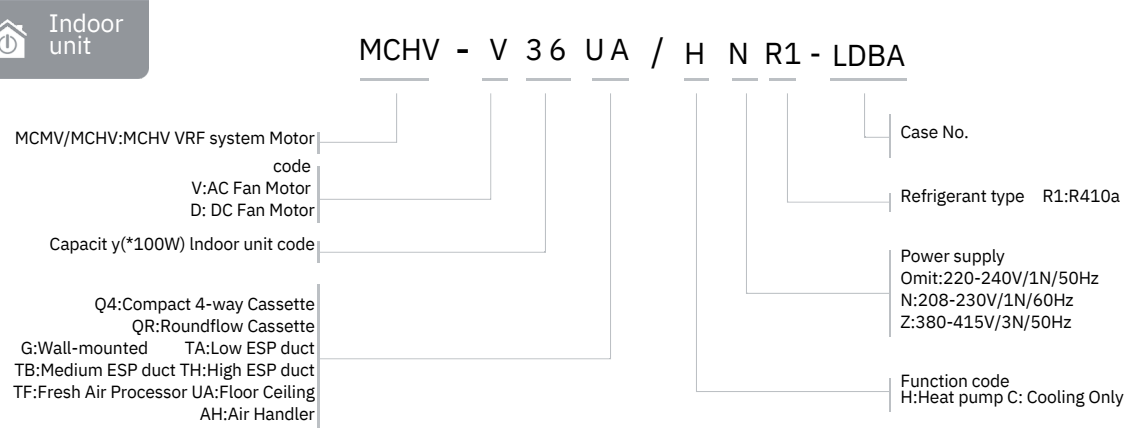 Indoor
unit
MCHV - V 36 UA / H N R1 - LDBA
MCMV/MCHV:MCHV VRF system Motor
code
V:AC Fan Motor
D: DC Fan Motor
Capacit y(*100W) lndoor unit code
Q4:Compact 4-way Cassette
QR:Roundflow Cassette
G:Wall-mounted TA:Low ESP duct
TB:Medium ESP duct TH:High ESP duct
TF:Fresh Air Processor UA:Floor Ceiling
AH:Air Handler
Case No.
Refrigerant type R1:R410a
Power supply
Omit:220-240V/1N/50Hz
N:208-230V/1N/60Hz
Z:380-415V/3N/50Hz
Function code
H:Heat pump C: Cooling Only